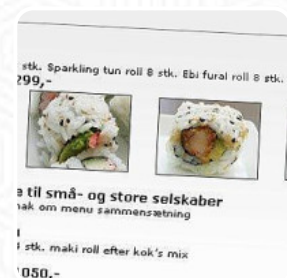 stk. Sparkling tun roll 8 stk. Ebi fural roll 8 stk.
299,-
e til små- og store selskaber
nak om menu sammensætning
stk. maki roll efter kok's mix
050,-